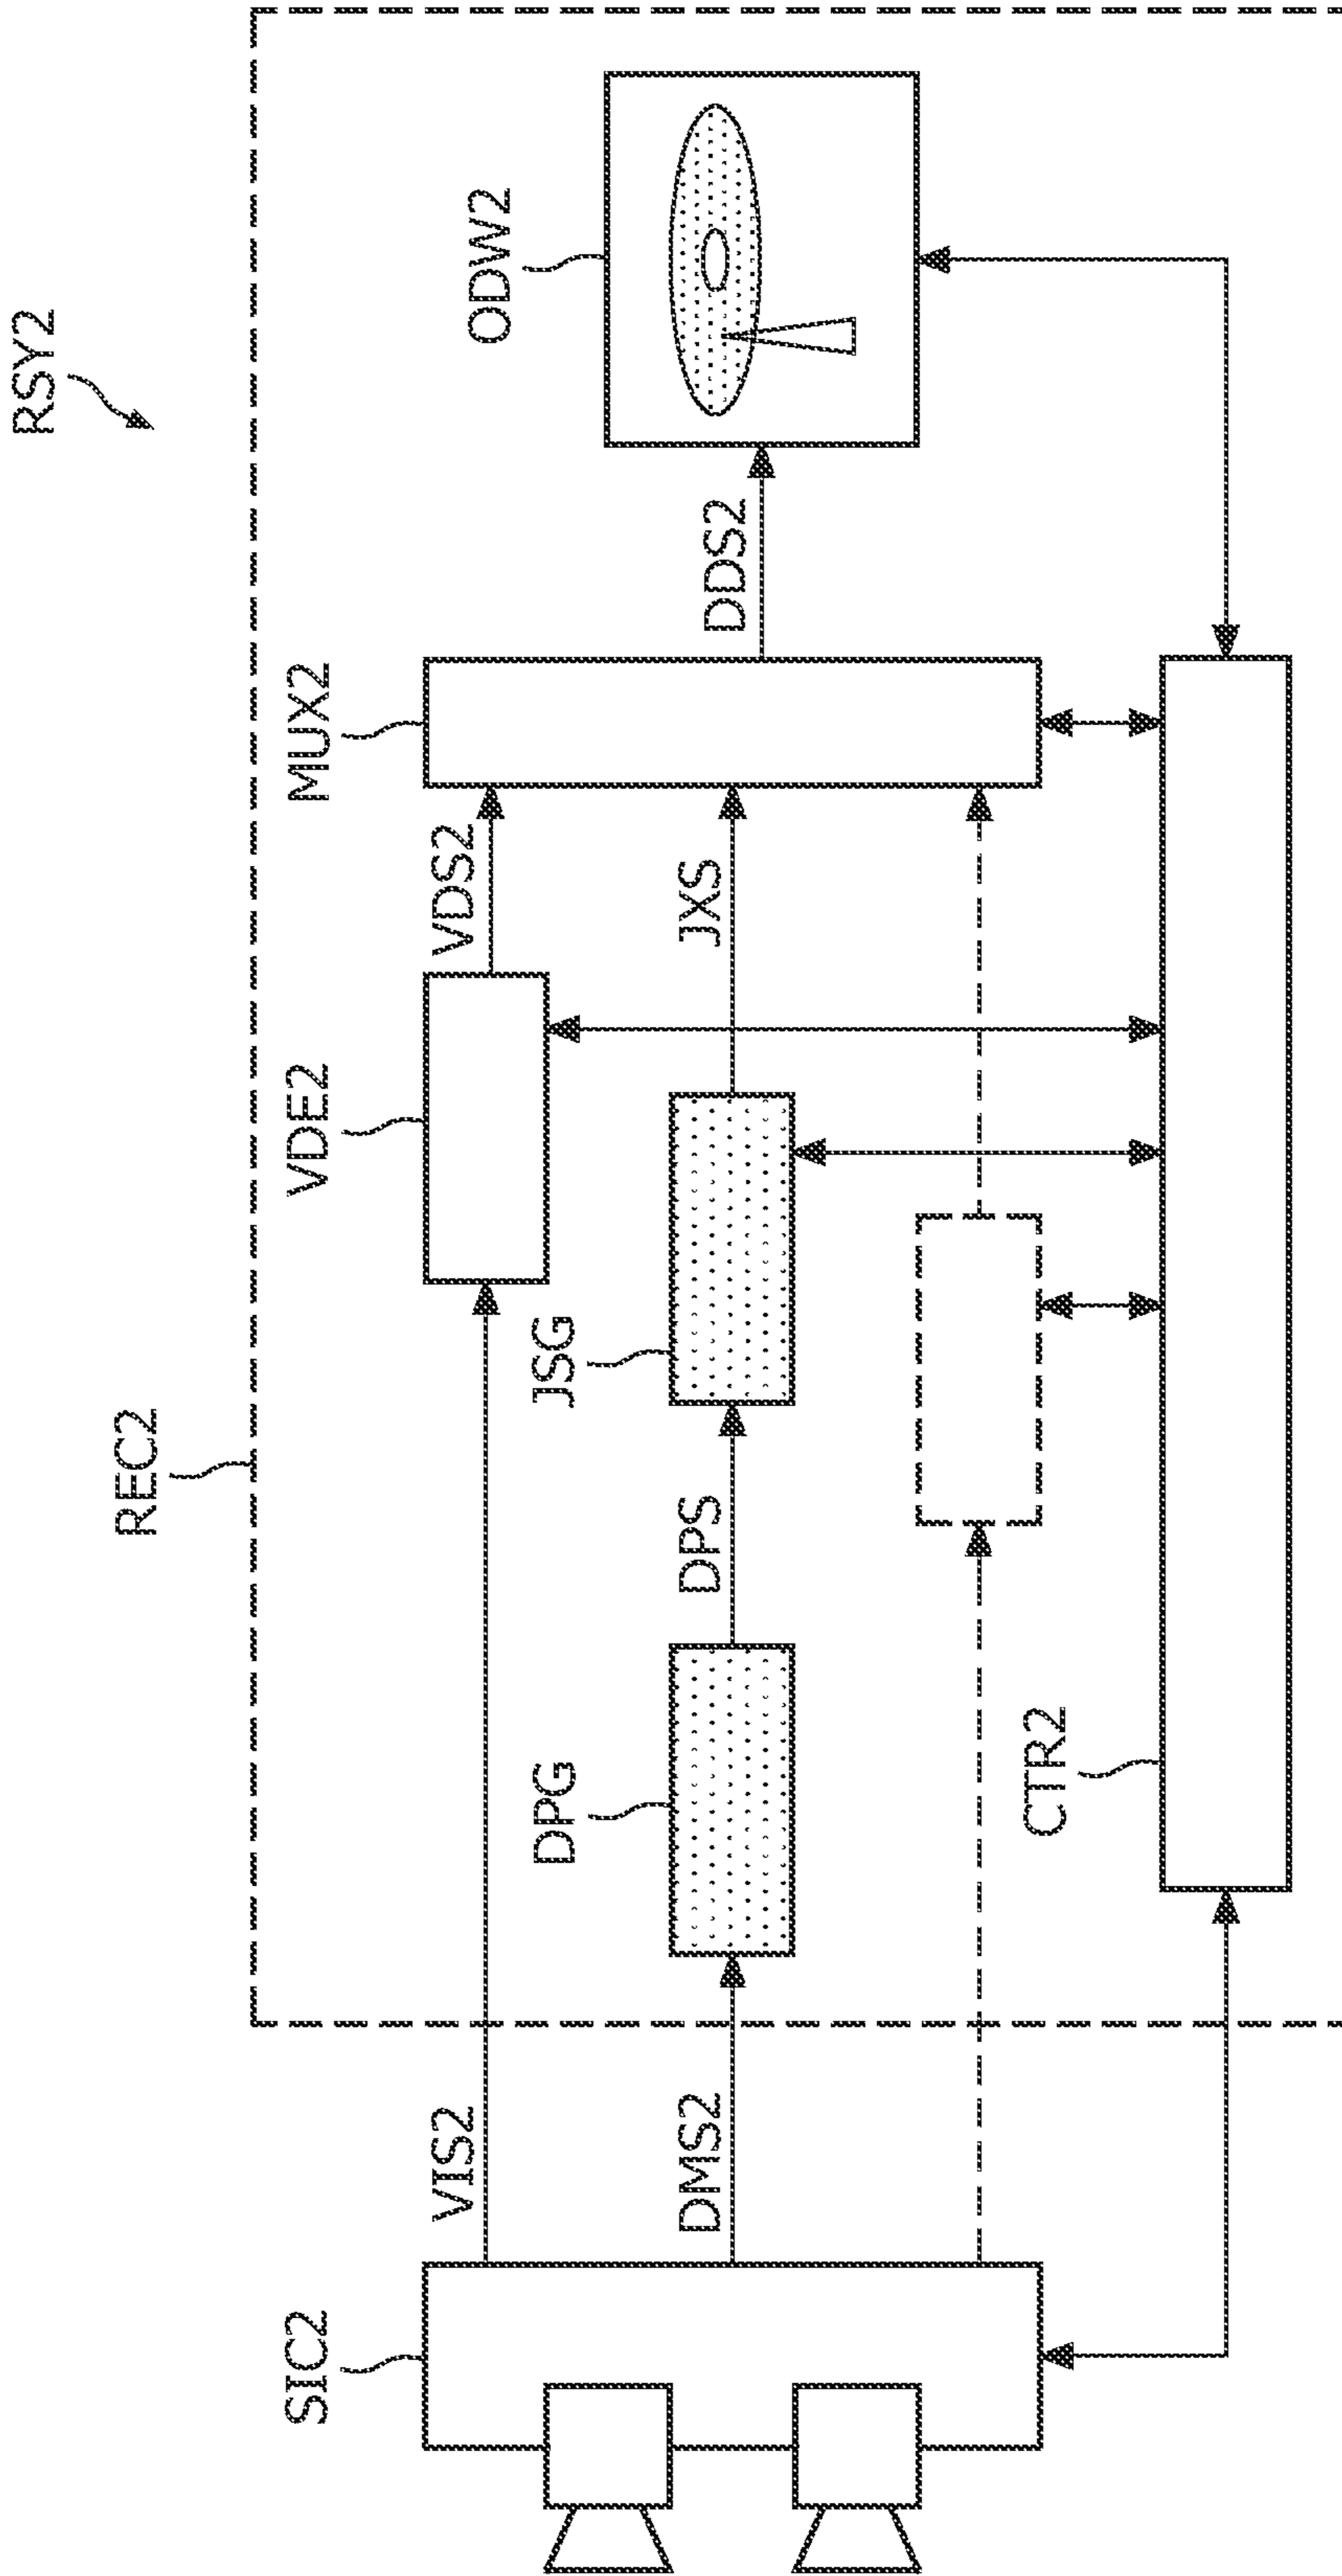 RSY2
REC2
SIC2
VDE2
MUX2
ODW2
VIS2
VDS2
DPG
JSG
DMS2
DPS
JXS
DDS2
CTR2